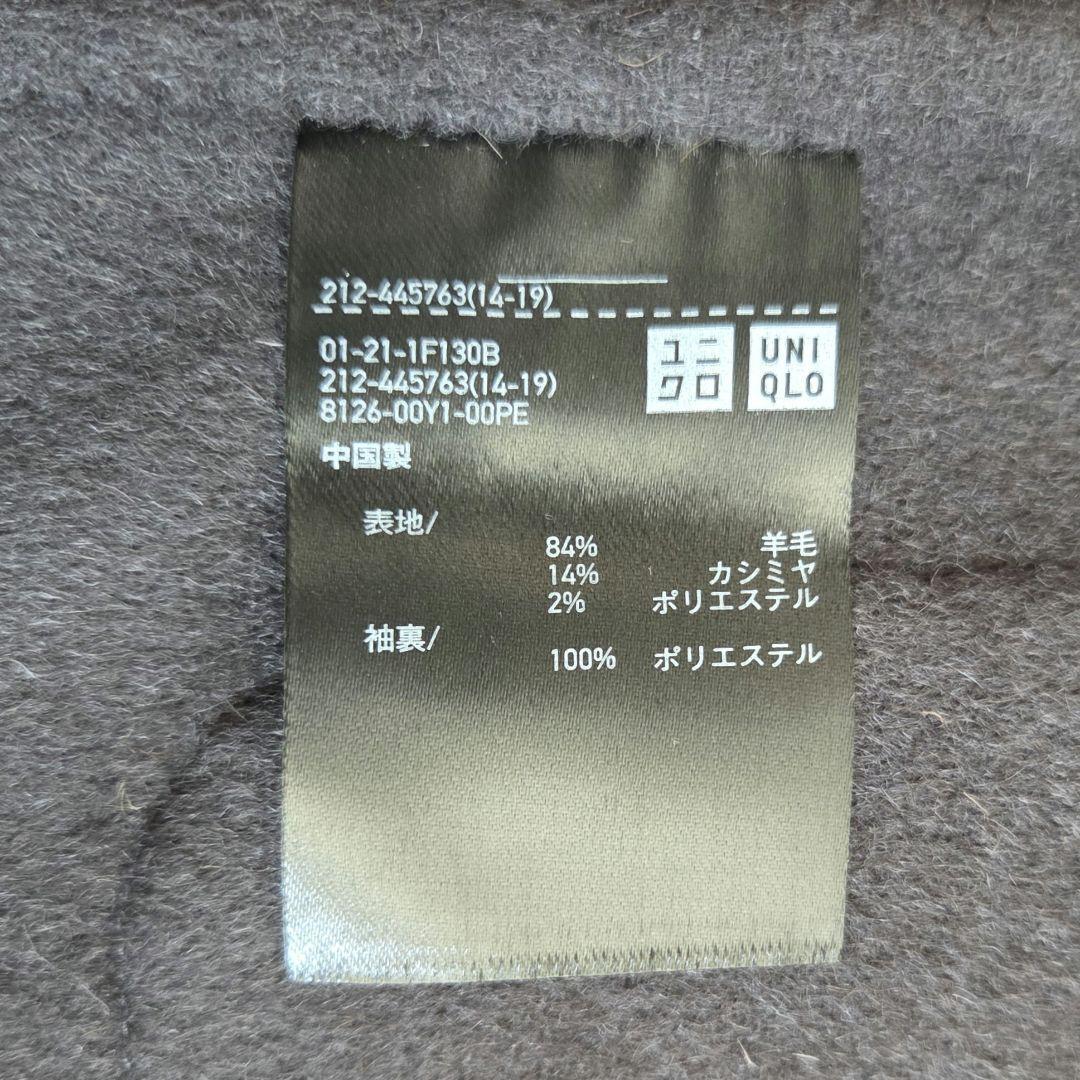 212-445763(14-19)
01-21-1F130B
212-445763(14-19)
8126-00Y1-00PE
ユニ
クロ
UNI
QLO
中国製
表地/
84% 羊毛
14% カシミヤ
2% ポリエステル
袖裏/
100% ポリエステル